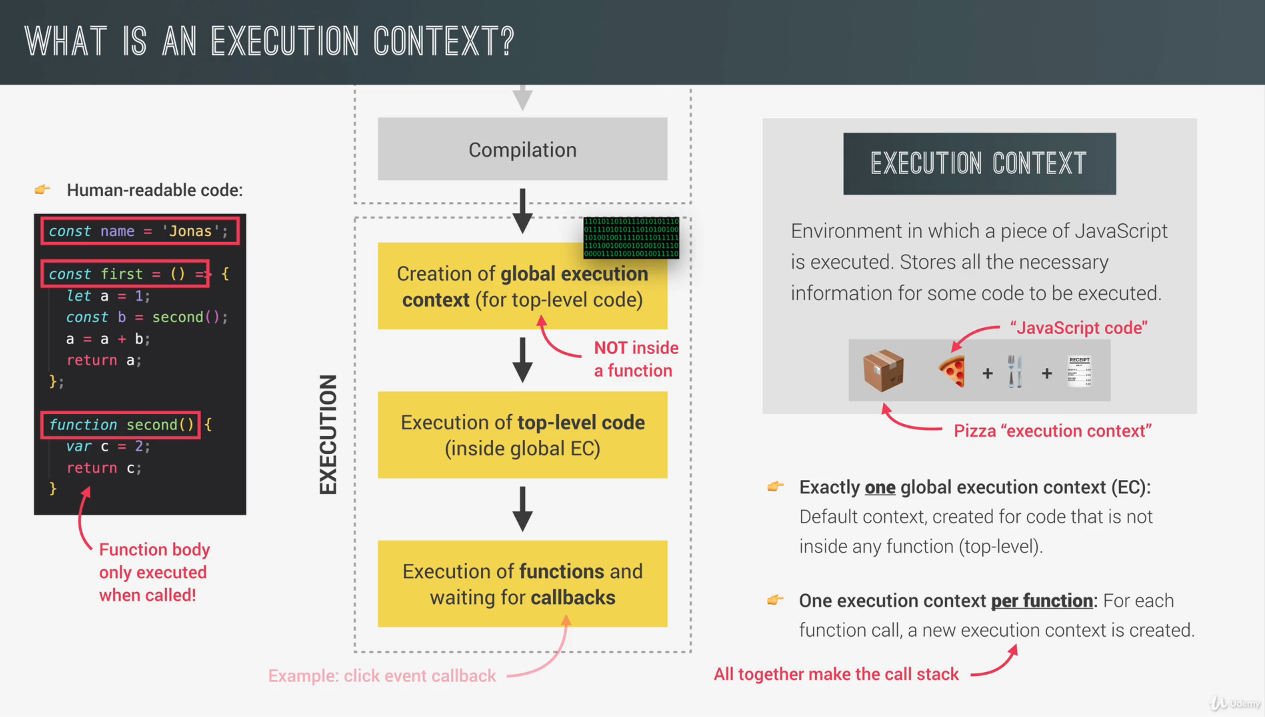 WHAT IS AN EXECUTION CONTEXT?
Compilation
👉 Human-readable code:
const name = 'Jonas';
const first = () => {
let a = 1;
const b = second();
a = a + b;
return a;
};
function second() {
var c = 2;
return c;
}
Function body
only executed
when called!
EXECUTION
Creation of global execution
context (for top-level code)
NOT inside
a function
Execution of top-level code
(inside global EC)
Execution of functions and
waiting for callbacks
Example: click event callback
EXECUTION CONTEXT
Environment in which a piece of JavaScript
is executed. Stores all the necessary
information for some code to be executed.
"JavaScript code"
+ +
RECEIPT
Pizza "execution context"
👉 Exactly one global execution context (EC):
Default context, created for code that is not
inside any function (top-level).
👉 One execution context per function: For each
function call, a new execution context is created.
All together make the call stack
Udemy